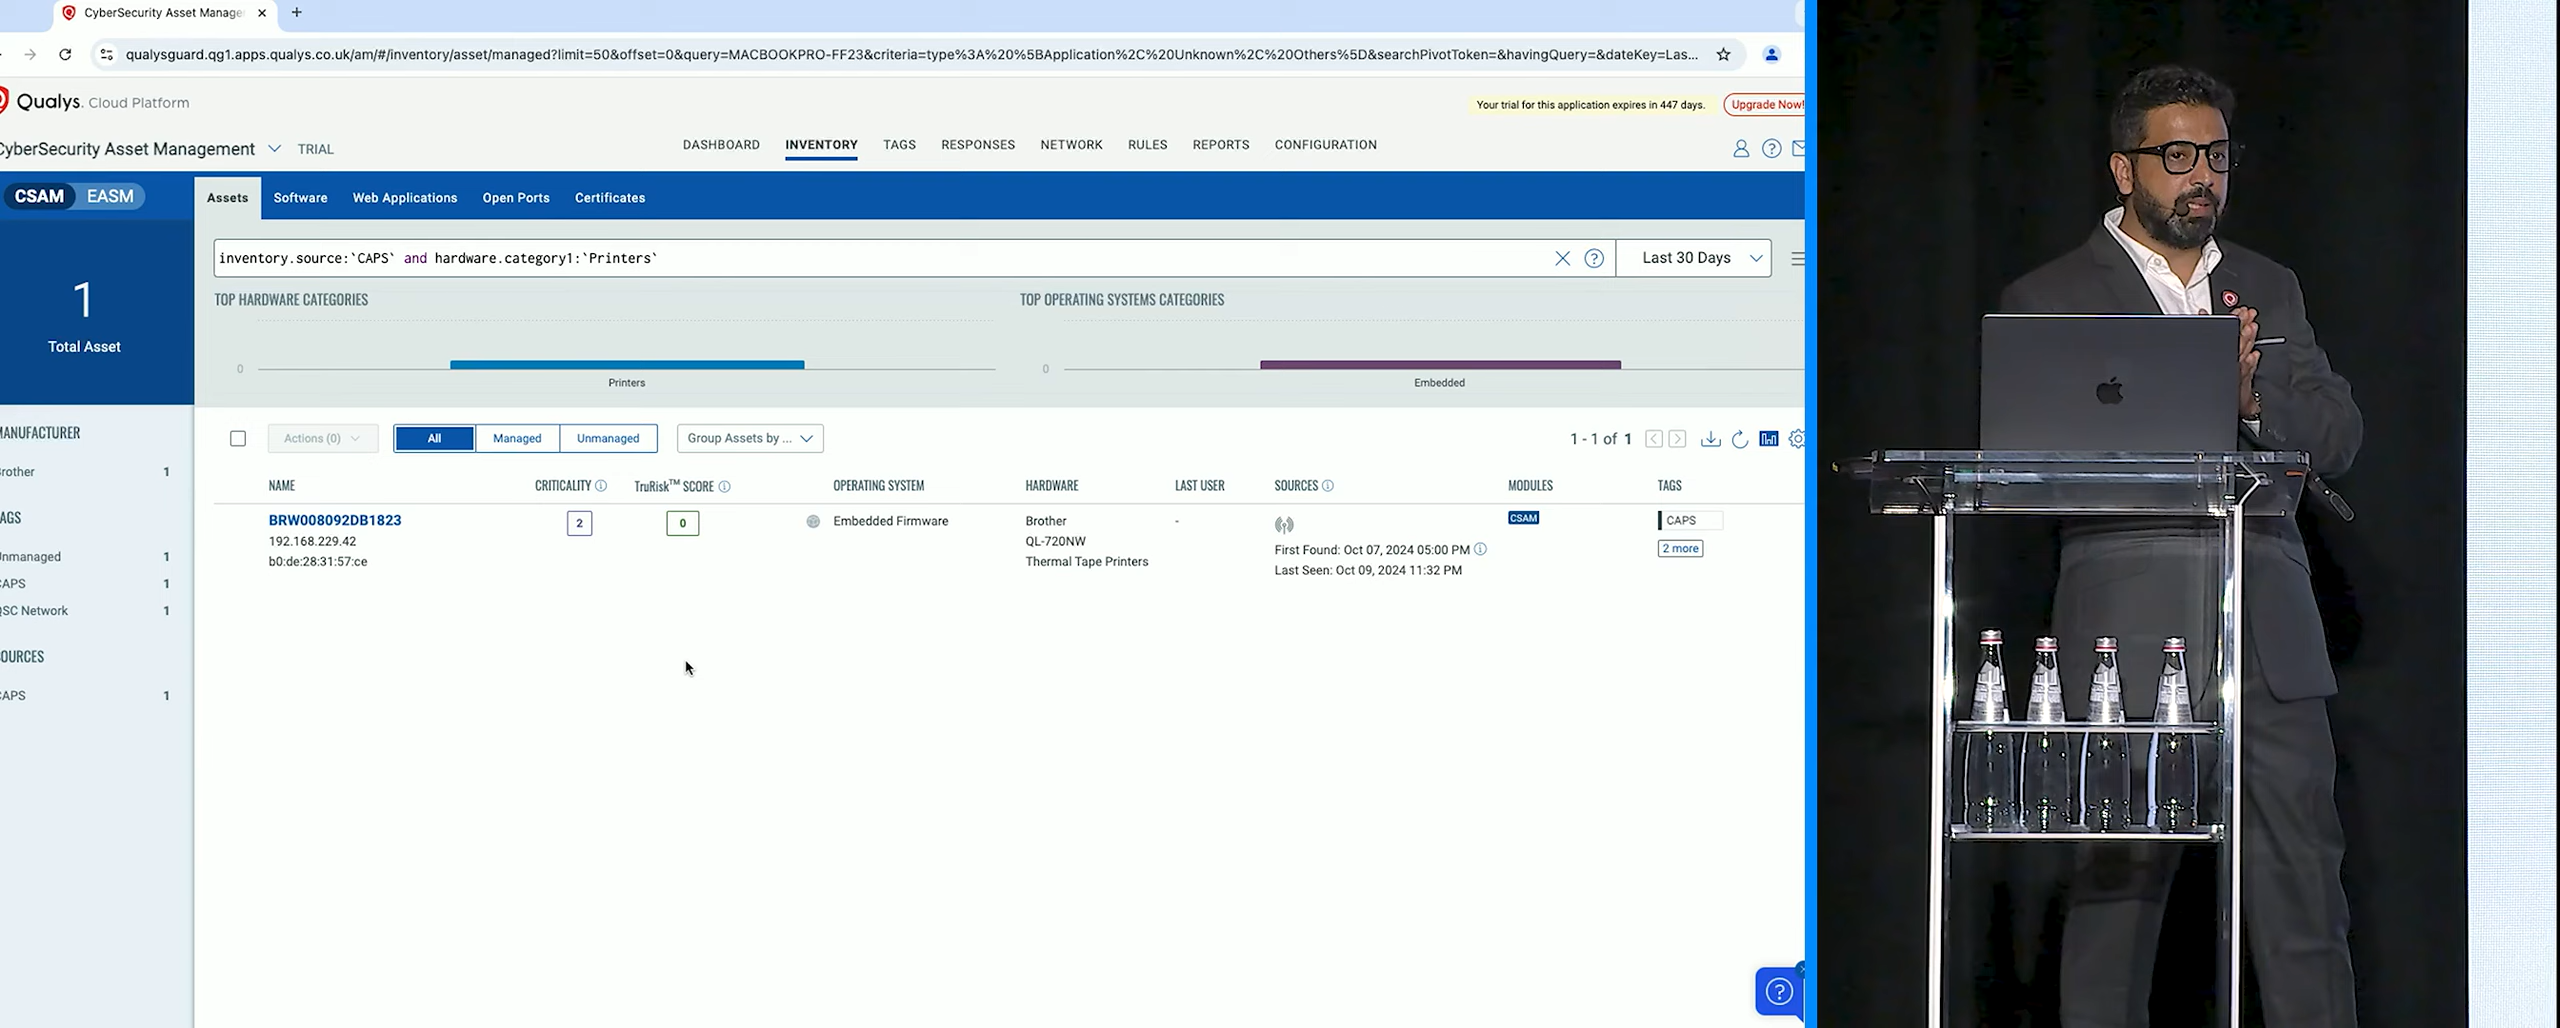 CyberSecurity Asset Manage
qualysguard.qg1.apps.qualys.co.uk/am/#/inventory/asset/managed?limit=50&offset=0&query=MACBOOKPRO-FF23&criteria=type%3A%20%5BApplication%2C%20Unknown%2C%20Others%5D&searchPivotToken=&havingQuery=&dateKey=Las...
Qualys. Cloud Platform
Your trial for this application expires in 447 days.
Upgrade Now!
CyberSecurity Asset Management
TRIAL
DASHBOARD
INVENTORY
TAGS
RESPONSES
NETWORK
RULES
REPORTS
CONFIGURATION
CSAM
EASM
Assets
Software
Web Applications
Open Ports
Certificates
1
Total Asset
inventory.source:`CAPS` and hardware.category1:`Printers`
Last 30 Days
TOP HARDWARE CATEGORIES
0
Printers
TOP OPERATING SYSTEMS CATEGORIES
0
Embedded
MANUFACTURER
Brother 1
TAGS
Unmanaged 1
CAPS 1
QSC Network 1
SOURCES
CAPS 1
Actions (0)
All
Managed
Unmanaged
Group Assets by ...
1 - 1 of 1
NAME
CRITICALITY
TruRisk™ SCORE
OPERATING SYSTEM
HARDWARE
LAST USER
SOURCES
MODULES
TAGS
BRW008092DB1823
192.168.229.42
b0:de:28:31:57:ce
2
0
Embedded Firmware
Brother
QL-720NW
Thermal Tape Printers
-
First Found: Oct 07, 2024 05:00 PM
Last Seen: Oct 09, 2024 11:32 PM
CSAM
CAPS
2 more